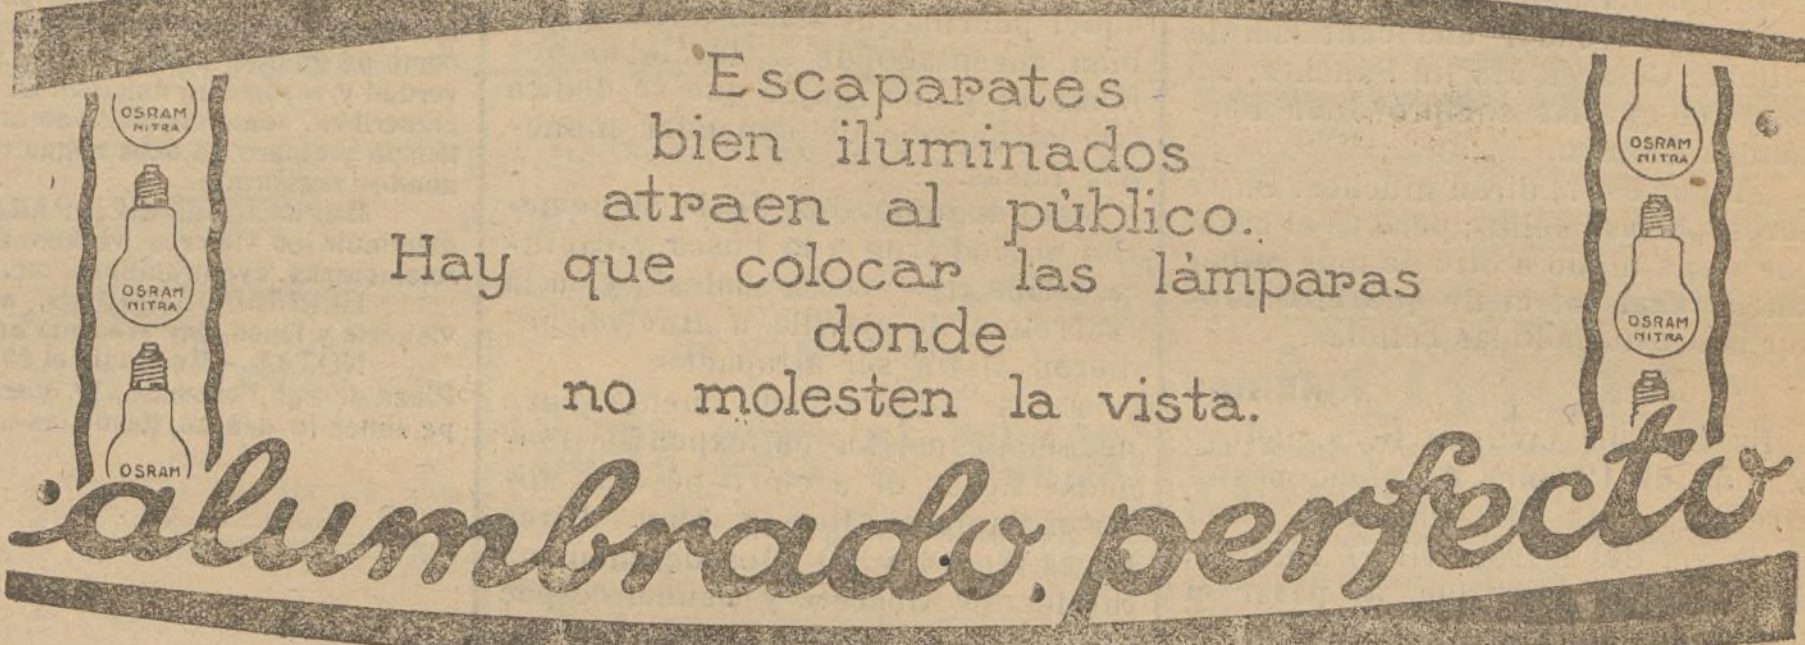 Escaparates
bien iluminados
atraen al público.
Hay que colocar las lámparas
donde
no molesten la vista.
OSRAM
NITRA
OSRAM
NITRA
OSRAM
OSRAM
NITRA
OSRAM
NITRA
alumbrado perfecto